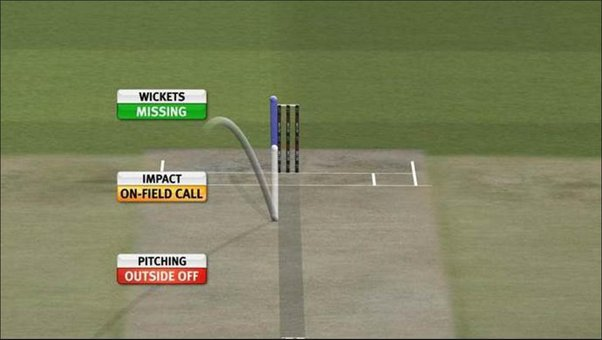 WICKETS
MISSING
IMPACT
ON-FIELD CALL
PITCHING
OUTSIDE OFF